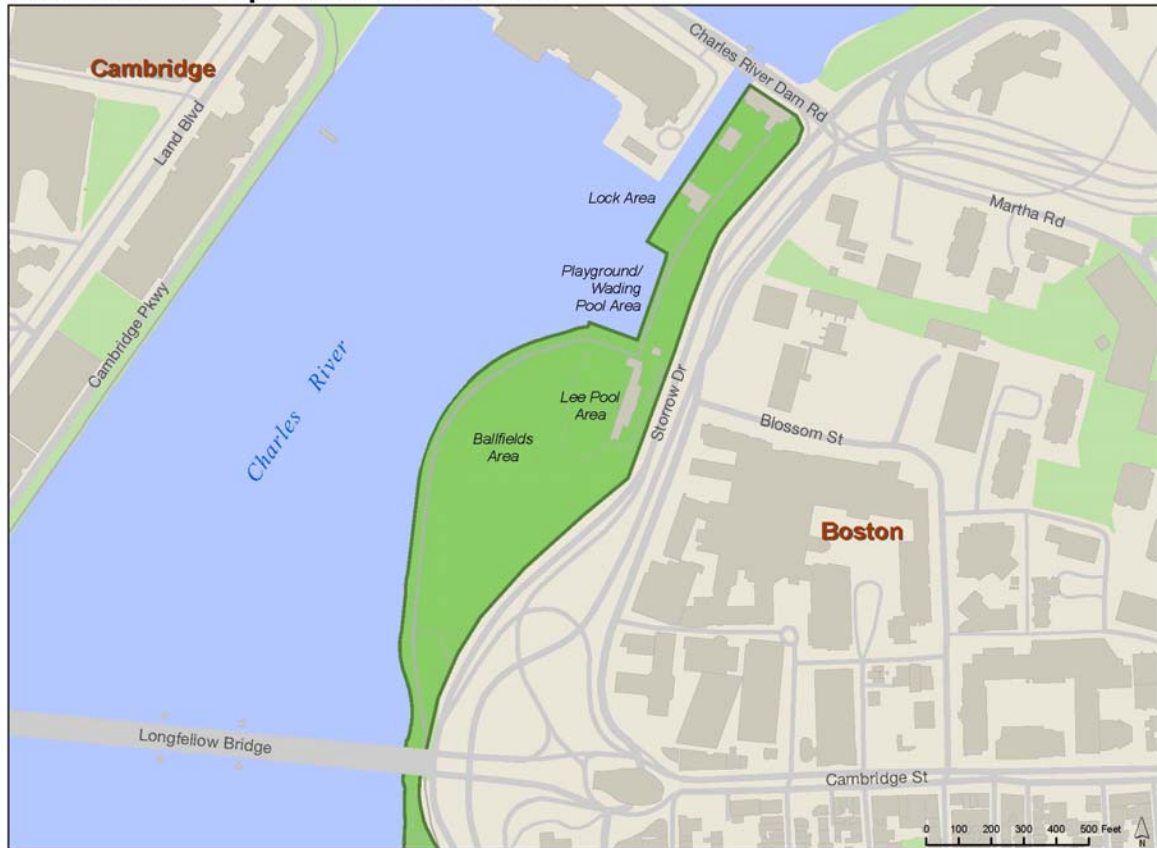 Cambridge
Charles River Dam Rd
Land Blvd
Lock Area
Martha Rd
Playground/
Wading
Pool Area
Cambridge Pkwy
Charles River
Storrow Dr
Lee Pool
Area
Blossom St
Ballfields
Area
Boston
Longfellow Bridge
Cambridge St
0 100 200 300 400 500 Feet
N